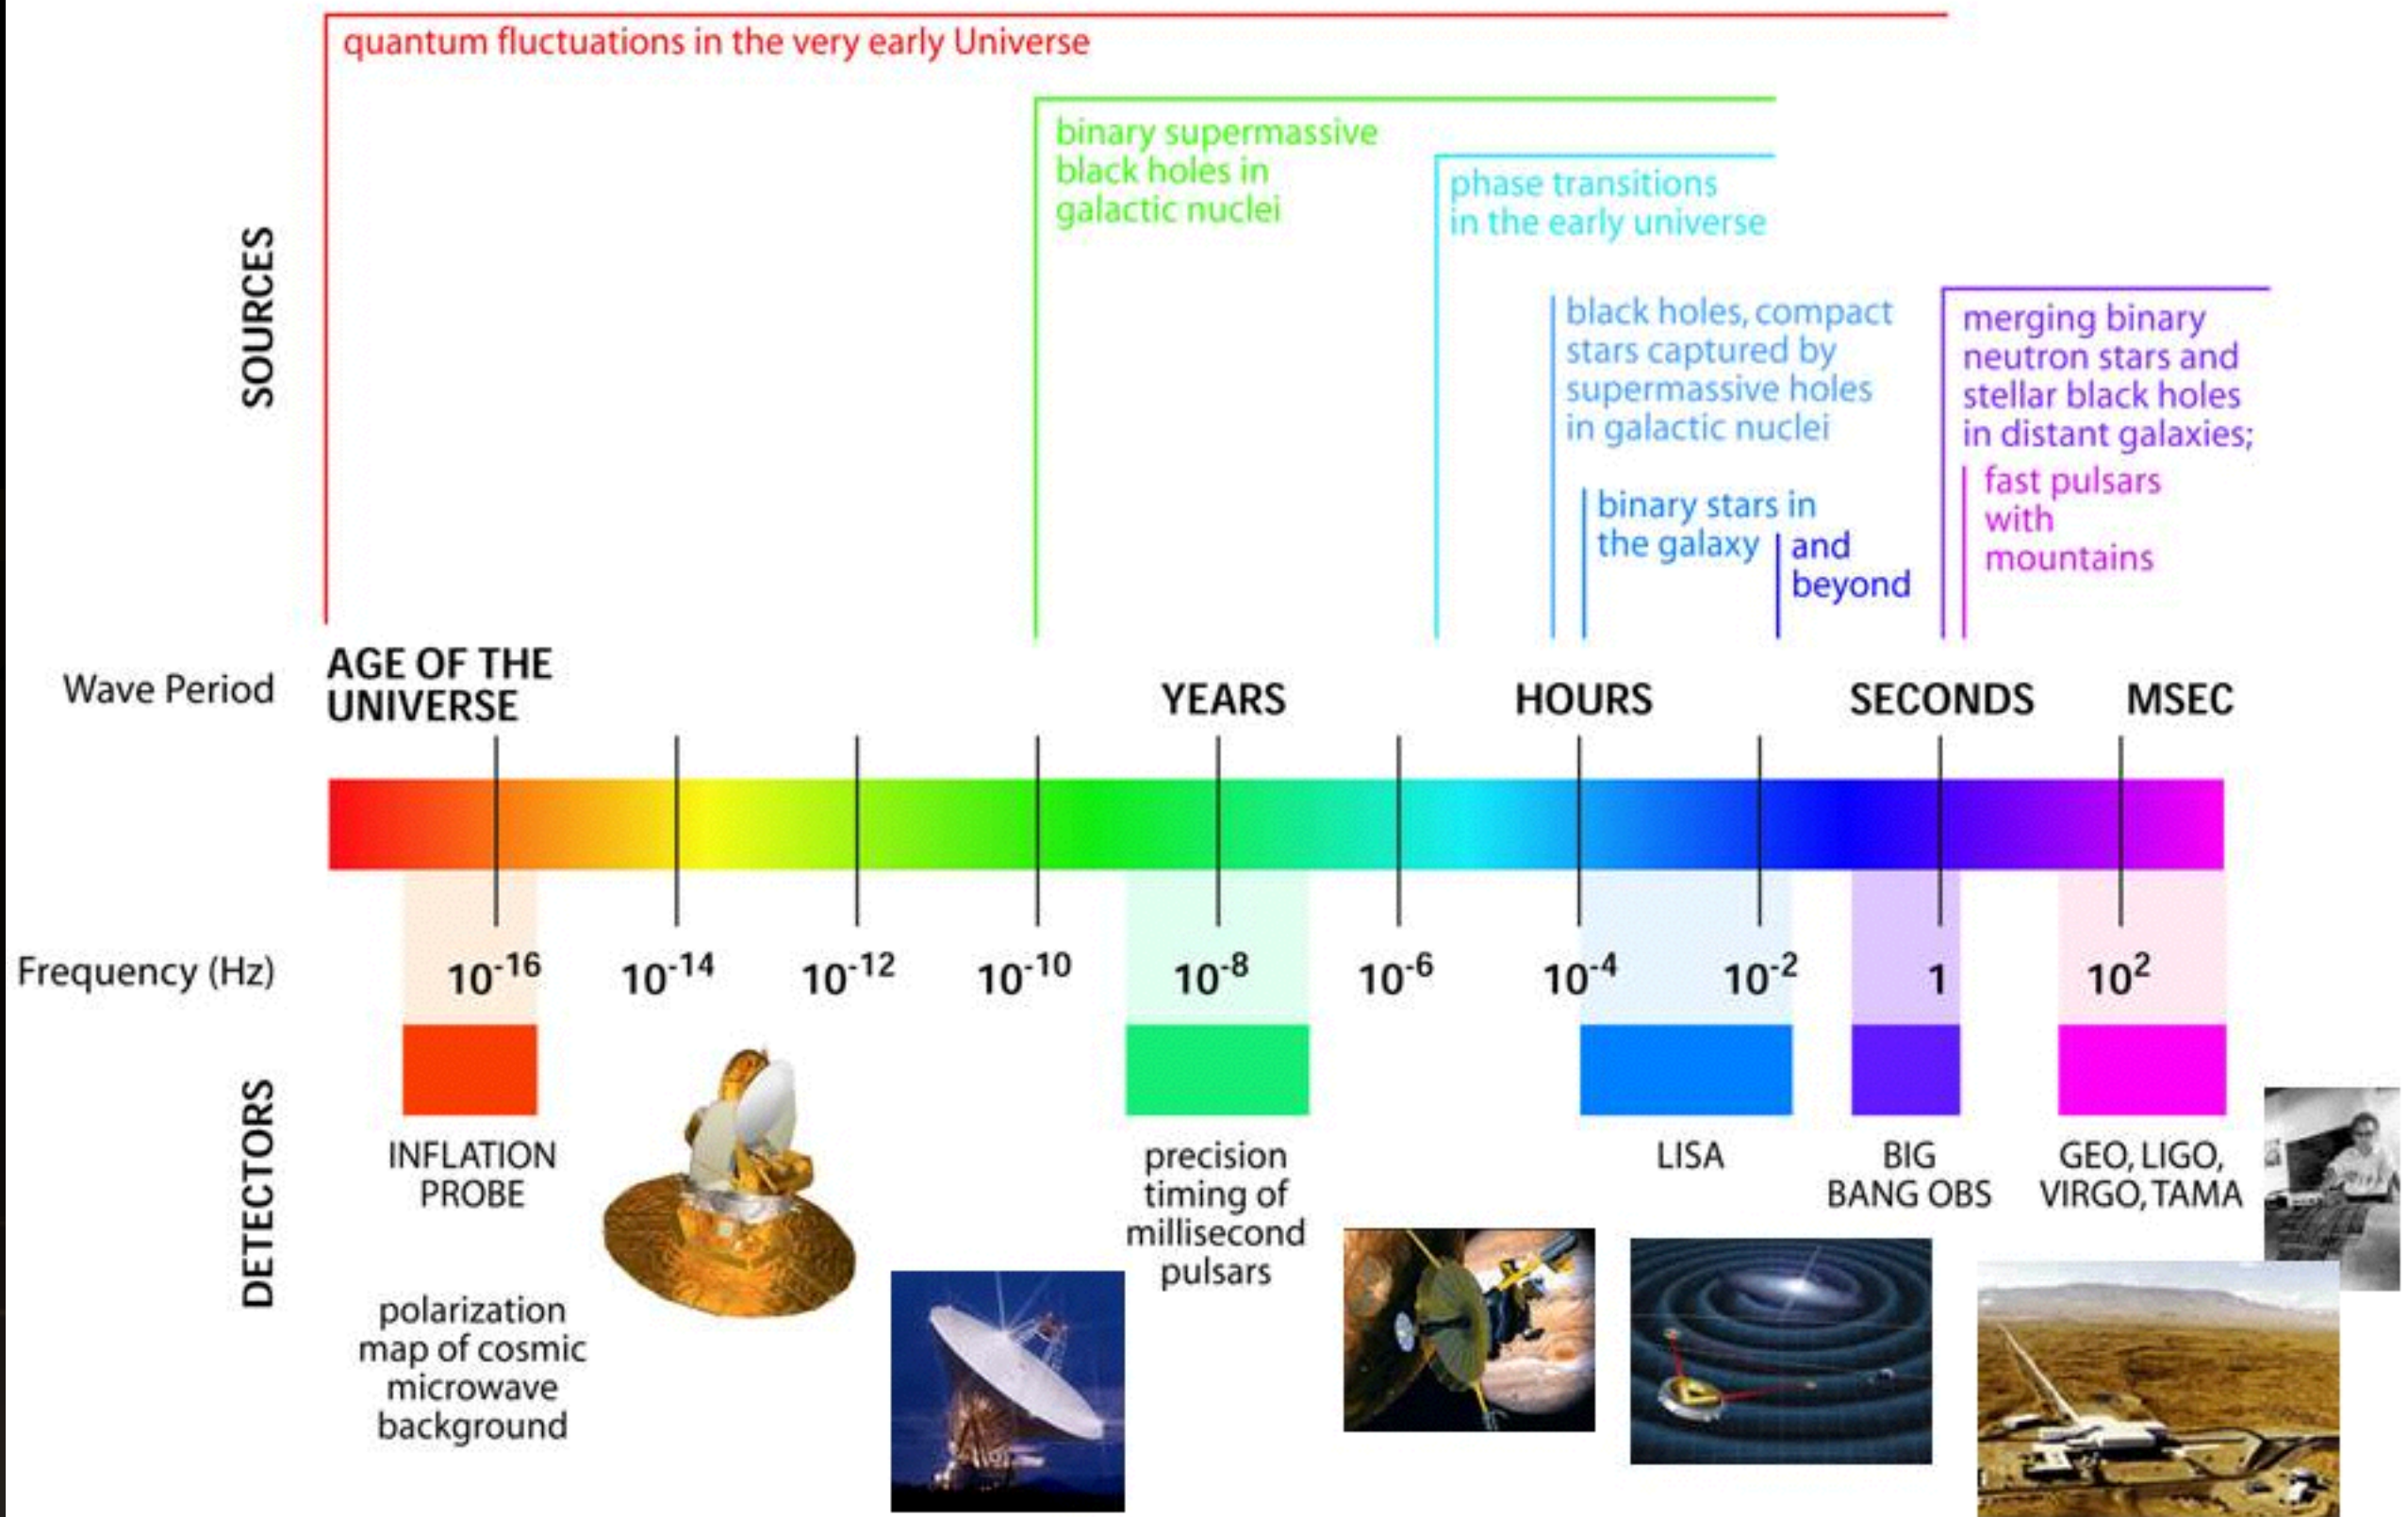 quantum fluctuations in the very early Universe
binary supermassive
black holes in
galactic nuclei
phase transitions
in the early universe
SOURCES
black holes, compact
stars captured by
supermassive holes
in galactic nuclei
merging binary
neutron stars and
stellar black holes
in distant galaxies;
fast pulsars
with
mountains
binary stars in
the galaxy
and
beyond
Wave Period
AGE OF THE
UNIVERSE
YEARS
HOURS
SECONDS
MSEC
Frequency (Hz)
10⁻¹⁶ 10⁻¹⁴ 10⁻¹² 10⁻¹⁰ 10⁻⁸ 10⁻⁶ 10⁻⁴ 10⁻² 1 10²
DETECTORS
INFLATION
PROBE
polarization
map of cosmic
microwave
background
precision
timing of
millisecond
pulsars
LISA
BIG
BANG OBS
GEO, LIGO,
VIRGO, TAMA